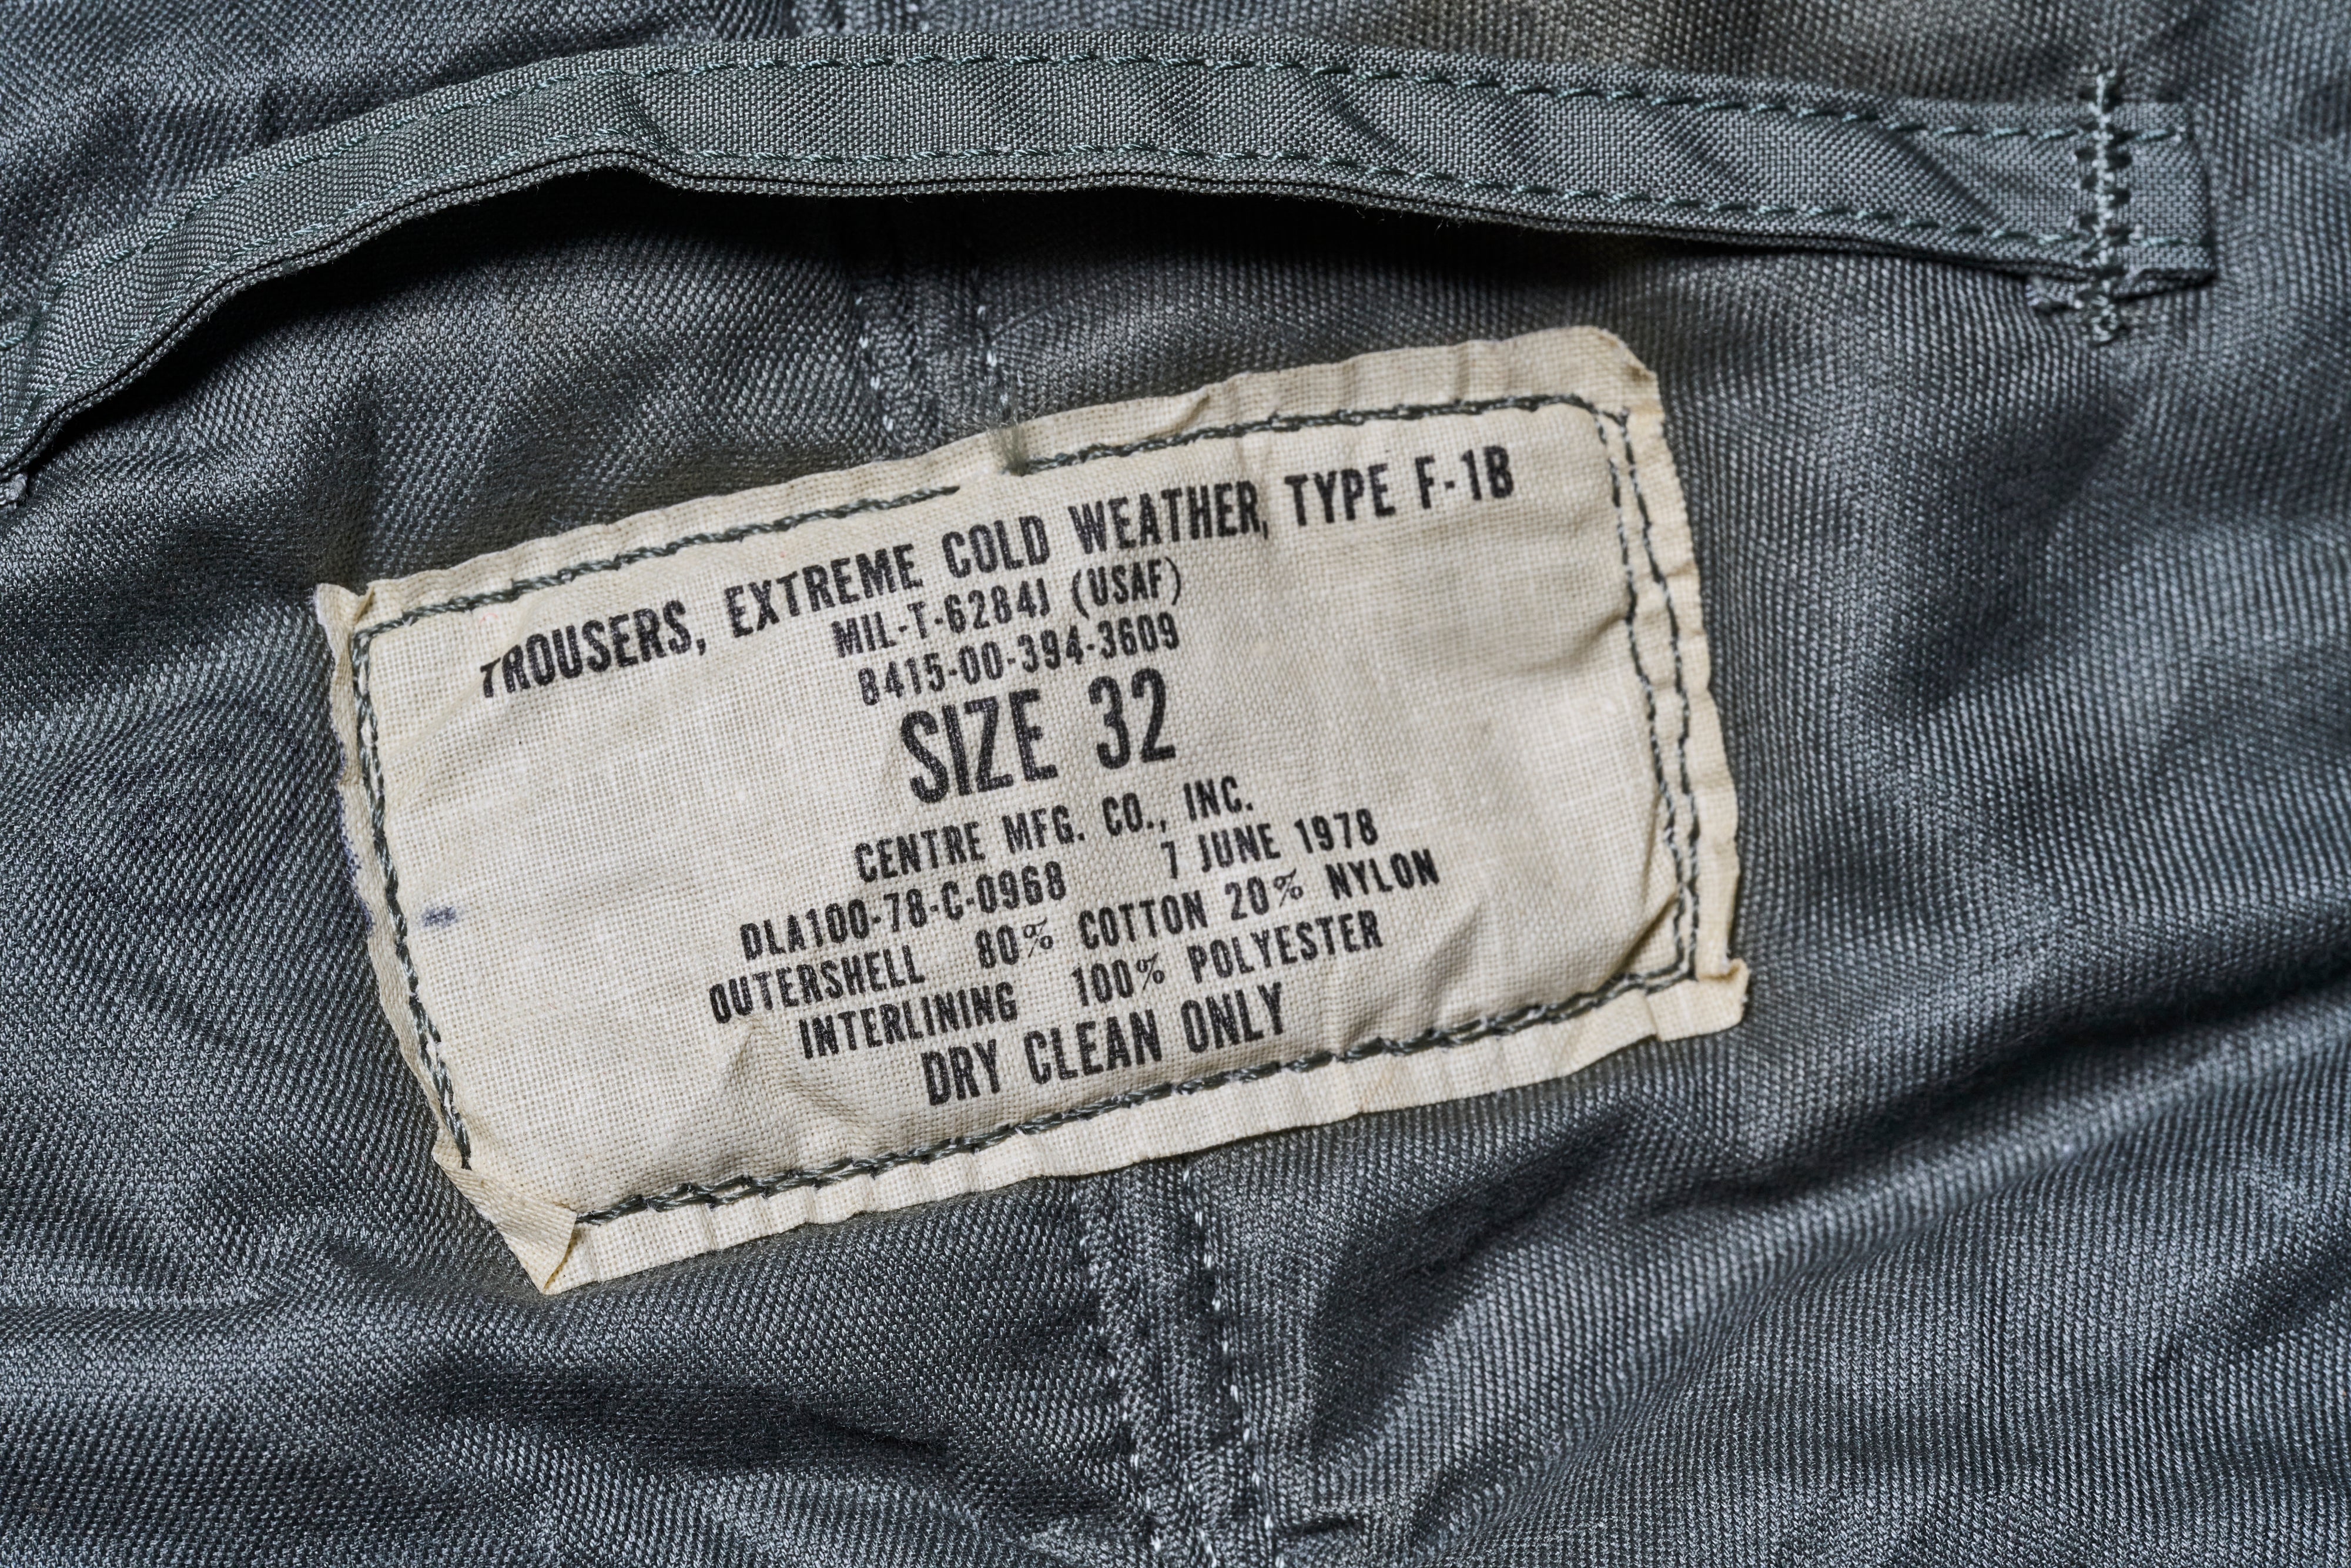 TROUSERS, EXTREME COLD WEATHER, TYPE F-1B
MIL-T-6284J (USAF)
8415-00-394-3609
SIZE 32
CENTRE MFG. CO., INC.
DLA100-78-C-0968 7 JUNE 1978
OUTERSHELL 80% COTTON 20% NYLON
INTERLINING 100% POLYESTER
DRY CLEAN ONLY